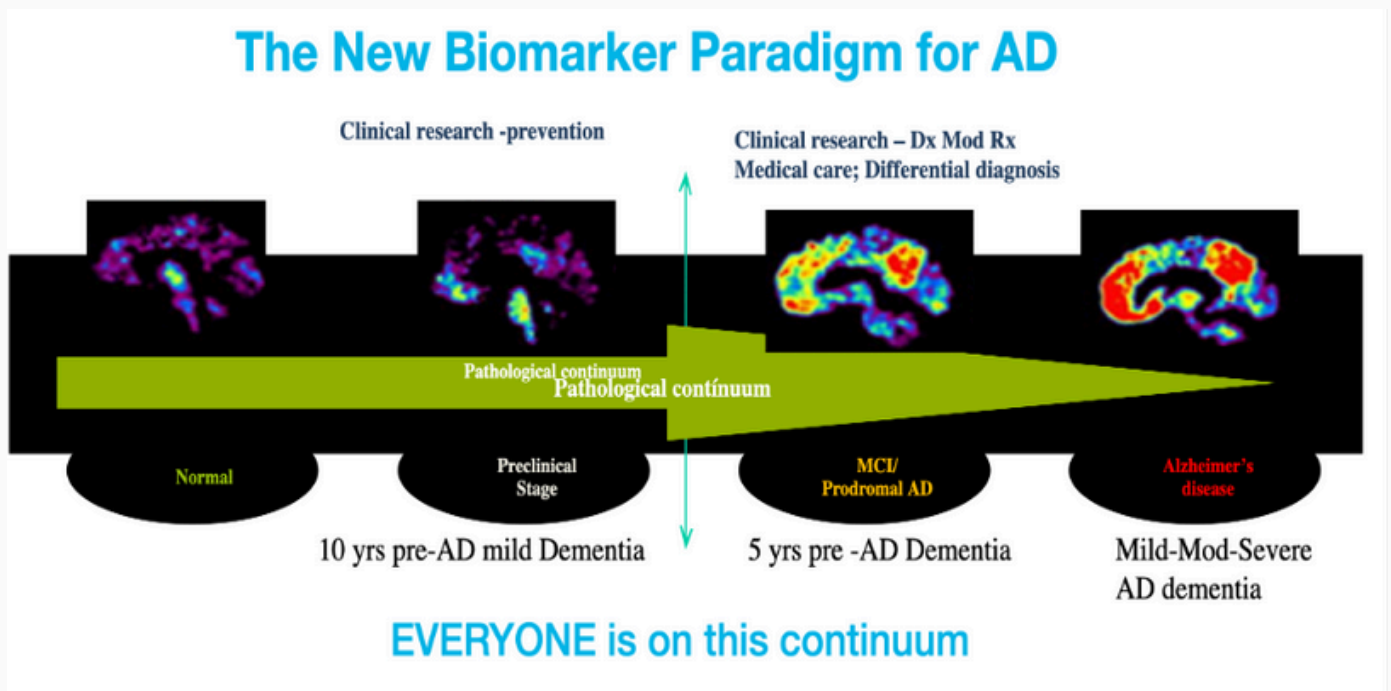 The New Biomarker Paradigm for AD
Clinical research -prevention
Clinical research – Dx Mod Rx
Medical care; Differential diagnosis
Pathological continuum
Pathological contínuum
Normal
Preclinical
Stage
MCI/
Prodromal AD
Alzheimer's
disease
10 yrs pre-AD mild Dementia
5 yrs pre -AD Dementia
Mild-Mod-Severe
AD dementia
EVERYONE is on this continuum